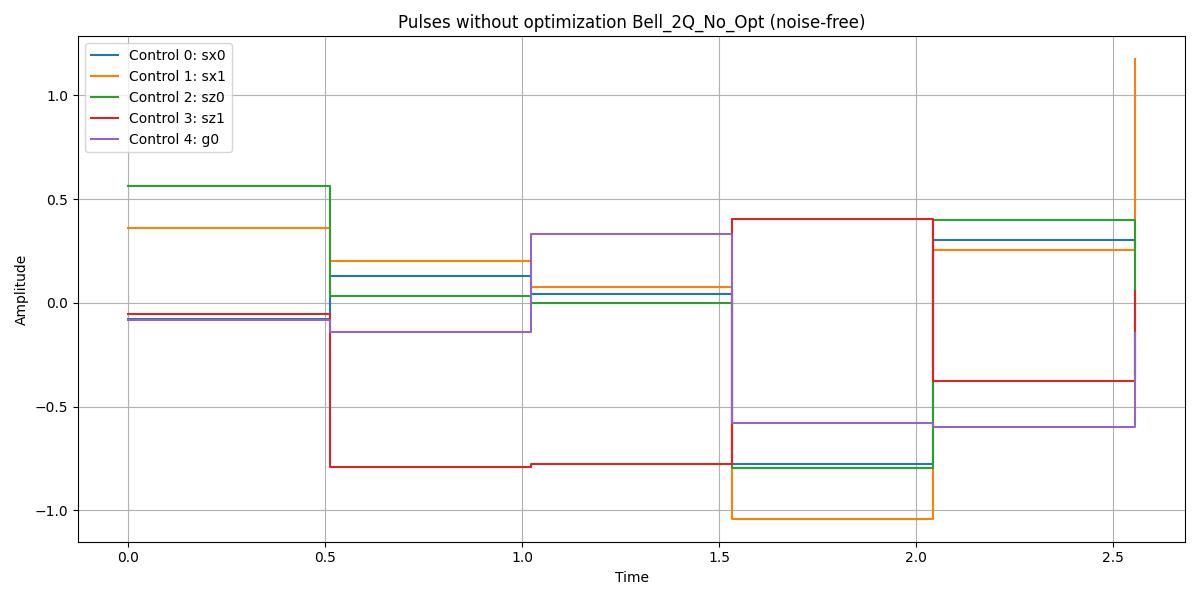 Pulses without optimization Bell_2Q_No_Opt (noise-free)
Control 0: sx0
Control 1: sx1
Control 2: sz0
Control 3: sz1
Control 4: g0
Amplitude
1.0
0.5
0.0
−0.5
−1.0
0.0 0.5 1.0 1.5 2.0 2.5
Time